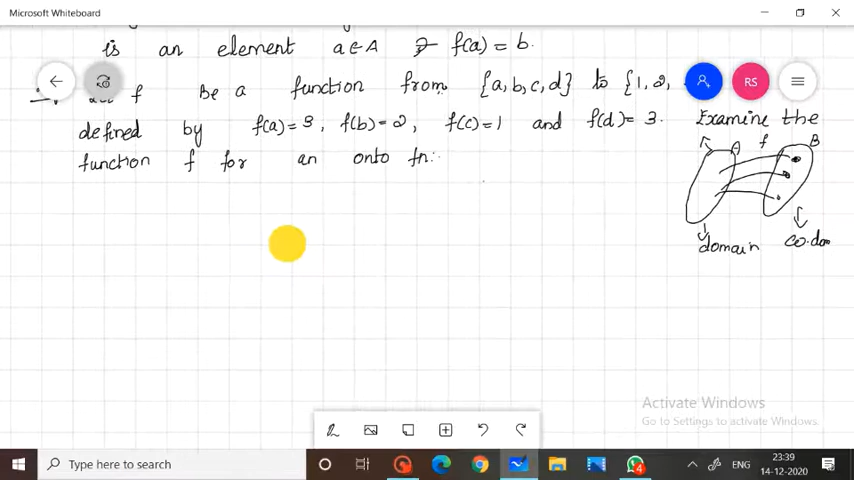 Microsoft Whiteboard
is an element a∈A ∋ f(a) = b.
f Be a function from {a,b,c,d} to {1, 2,
RS
defined by f(a)=3, f(b)=2, f(c)=1 and f(d)=3. Examine the
function f for an onto fn:
A f B
domain co.dom
Activate Windows
Go to Settings to activate Windows.
Type here to search
4
ENG
23:39
14-12-2020